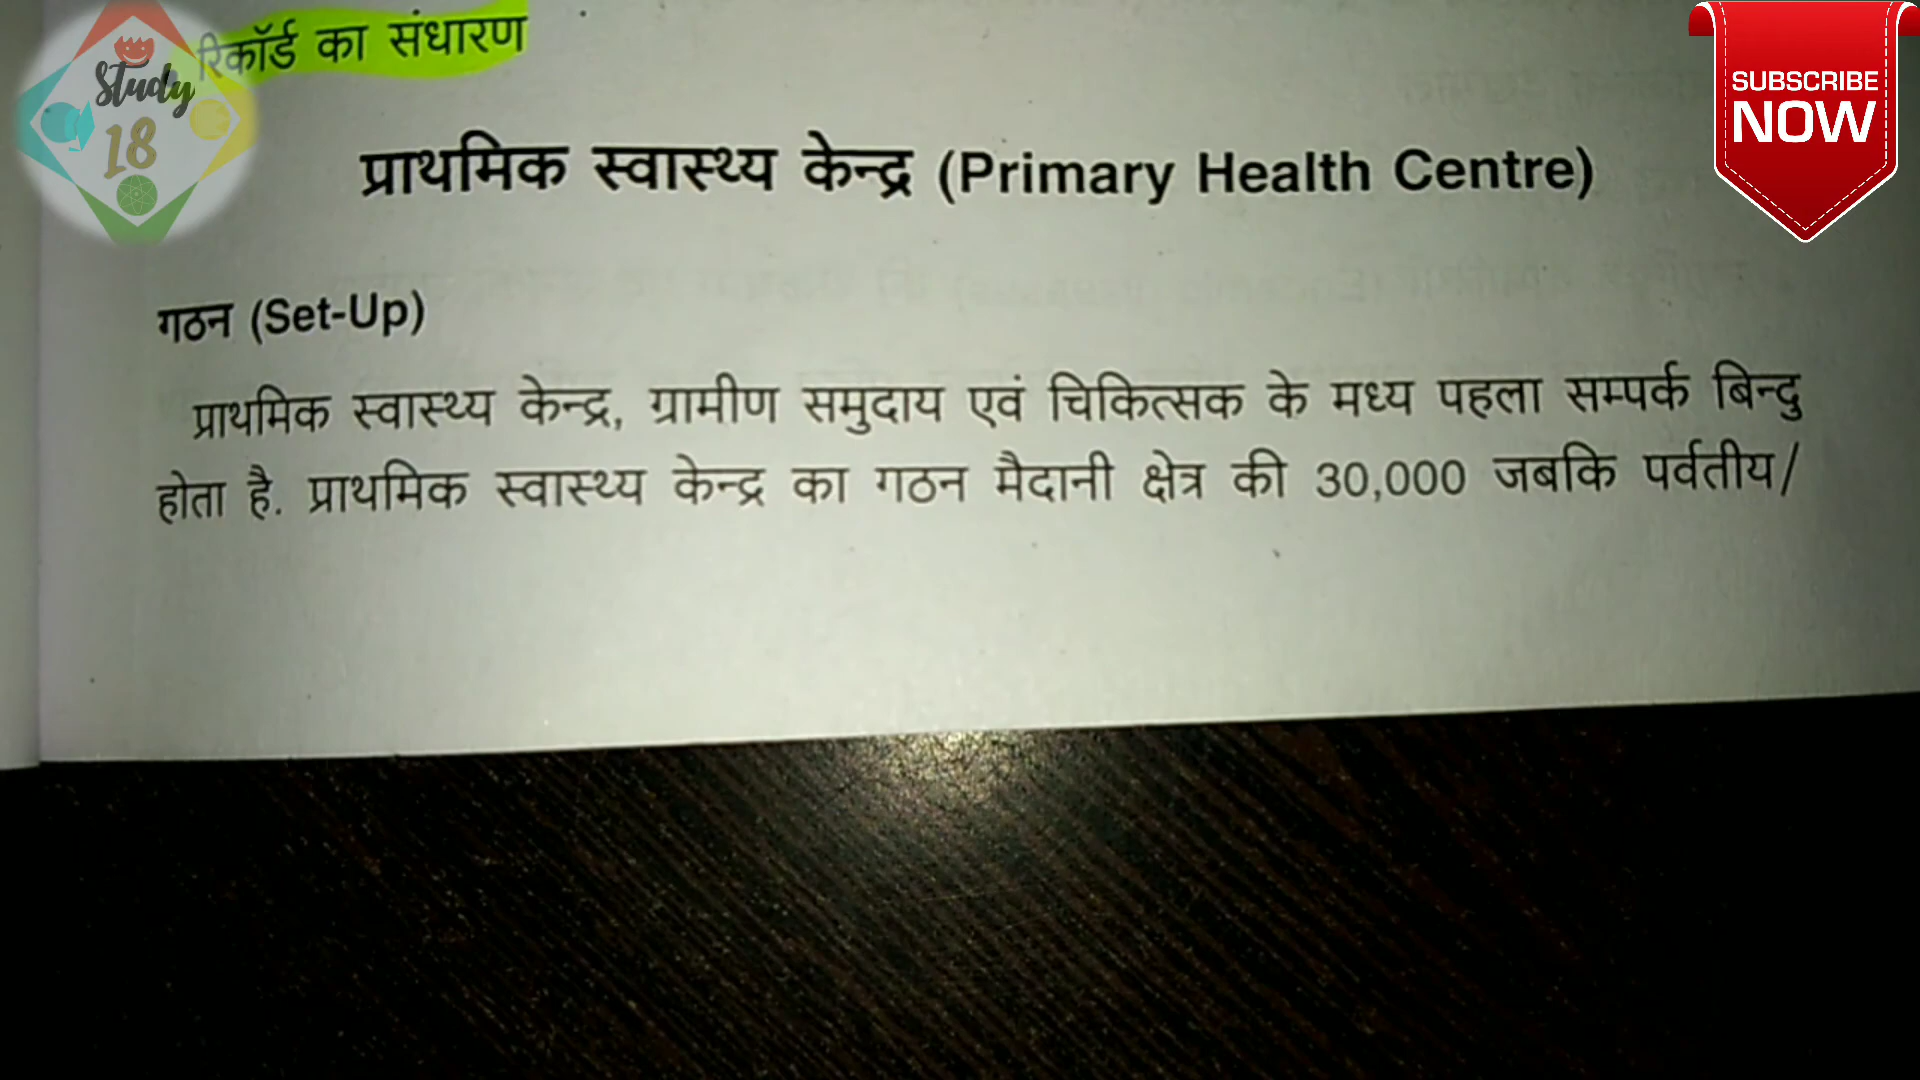 रिकॉर्ड का संधारण
Study
18
SUBSCRIBE
NOW
प्राथमिक स्वास्थ्य केन्द्र (Primary Health Centre)
गठन (Set-Up)
प्राथमिक स्वास्थ्य केन्द्र, ग्रामीण समुदाय एवं चिकित्सक के मध्य पहला सम्पर्क बिन्दु
होता है. प्राथमिक स्वास्थ्य केन्द्र का गठन मैदानी क्षेत्र की 30,000 जबकि पर्वतीय/